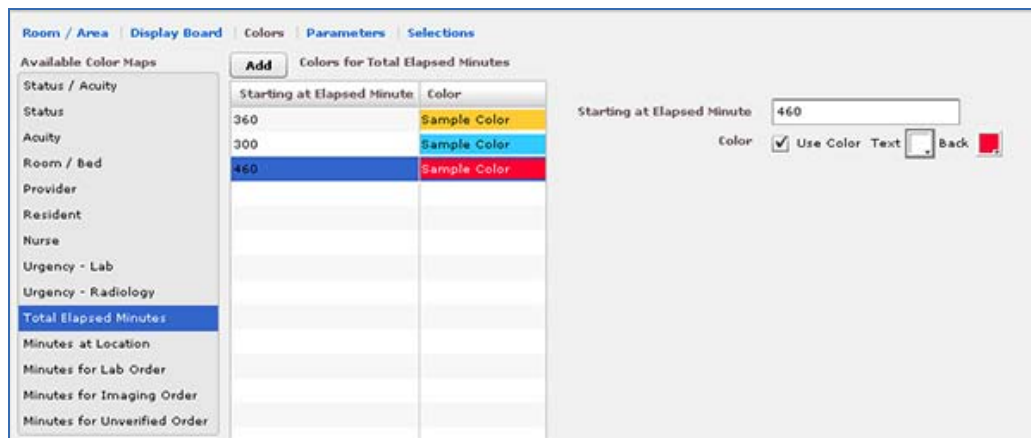 Room / Area Display Board Colors Parameters Selections
Available Color Maps
Add Colors for Total Elapsed Minutes
Status / Acuity
Status
Acuity
Room / Bed
Provider
Resident
Nurse
Urgency - Lab
Urgency - Radiology
Total Elapsed Minutes
Minutes at Location
Minutes for Lab Order
Minutes for Imaging Order
Minutes for Unverified Order
Starting at Elapsed Minute Color
360 Sample Color
300 Sample Color
460 Sample Color
Starting at Elapsed Minute 460
Color Use Color Text Back